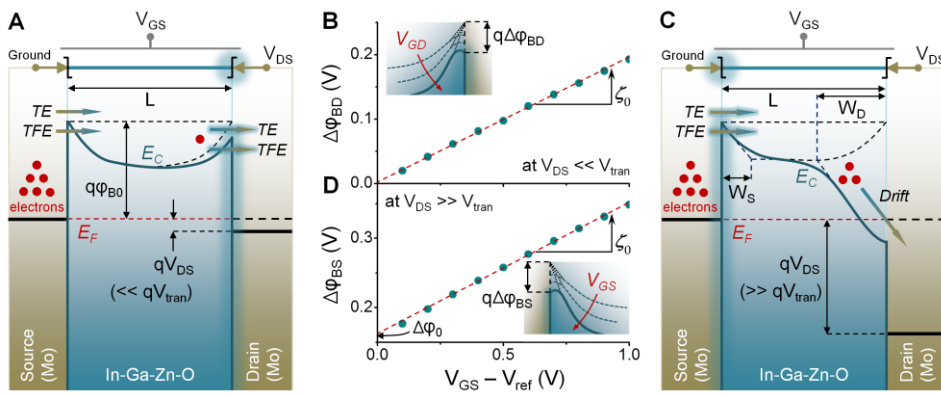 A
V_GS
Ground
V_DS
L
TE
TFE
TE
TFE
E_C
qφ_B0
electrons
E_F
qV_DS
(<< qV_tran)
Source (Mo)
In-Ga-Zn-O
Drain (Mo)
B
Δφ_BD (V)
0.2
0.1
0.0
V_GD
qΔφ_BD
ζ_0
at V_DS << V_tran
D
Δφ_BS (V)
0.3
0.2
at V_DS >> V_tran
ζ_0
V_GS
qΔφ_BS
Δφ_0
0.0 0.5 1.0
V_GS – V_ref (V)
C
V_GS
Ground
V_DS
L
W_D
TE
TFE
E_C
W_S
electrons
Drift
E_F
qV_DS
(>> qV_tran)
Source (Mo)
In-Ga-Zn-O
Drain (Mo)